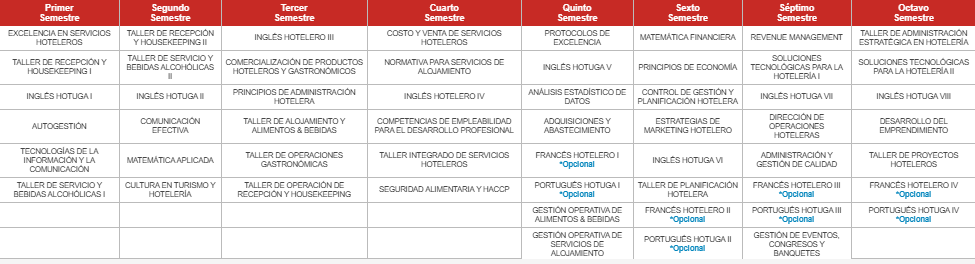 Primer
Semestre
Segundo
Semestre
Tercer
Semestre
Cuarto
Semestre
Quinto
Semestre
Sexto
Semestre
Séptimo
Semestre
Octavo
Semestre
EXCELENCIA EN SERVICIOS
HOTELEROS
TALLER DE RECEPCIÓN
Y HOUSEKEEPING II
INGLÉS HOTELERO III
COSTO Y VENTA DE SERVICIOS
HOTELEROS
PROTOCOLOS DE
EXCELENCIA
MATEMÁTICA FINANCIERA
REVENUE MANAGEMENT
TALLER DE ADMINISTRACIÓN
ESTRATÉGICA EN HOTELERÍA
TALLER DE RECEPCIÓN Y
HOUSEKEEPING I
TALLER DE SERVICIO Y
BEBIDAS ALCOHÓLICAS
II
COMERCIALIZACIÓN DE PRODUCTOS
HOTELEROS Y GASTRONÓMICOS
NORMATIVA PARA SERVICIOS DE
ALOJAMIENTO
INGLÉS HOTUGA V
PRINCIPIOS DE ECONOMÍA
SOLUCIONES
TECNOLÓGICAS PARA LA
HOTELERÍA I
SOLUCIONES TECNOLÓGICAS
PARA LA HOTELERÍA II
INGLÉS HOTUGA I
INGLÉS HOTUGA II
PRINCIPIOS DE ADMINISTRACIÓN
HOTELERA
INGLÉS HOTELERO IV
ANÁLISIS ESTADÍSTICO DE
DATOS
CONTROL DE GESTIÓN Y
PLANIFICACIÓN HOTELERA
INGLÉS HOTUGA VII
INGLÉS HOTUGA VIII
AUTOGESTIÓN
COMUNICACIÓN
EFECTIVA
TALLER DE ALOJAMIENTO Y
ALIMENTOS & BEBIDAS
COMPETENCIAS DE EMPLEABILIDAD
PARA EL DESARROLLO PROFESIONAL
ADQUISICIONES Y
ABASTECIMIENTO
ESTRATEGIAS DE
MARKETING HOTELERO
DIRECCIÓN DE
OPERACIONES
HOTELERAS
DESARROLLO DEL
EMPRENDIMIENTO
TECNOLOGÍAS DE LA
INFORMACIÓN Y LA
COMUNICACIÓN
MATEMÁTICA APLICADA
TALLER DE OPERACIONES
GASTRONÓMICAS
TALLER INTEGRADO DE SERVICIOS
HOTELEROS
FRANCÉS HOTELERO I
*Opcional
INGLÉS HOTUGA VI
ADMINISTRACIÓN Y
GESTIÓN DE CALIDAD
TALLER DE PROYECTOS
HOTELEROS
TALLER DE SERVICIO Y
BEBIDAS ALCOHÓLICAS I
CULTURA EN TURISMO Y
HOTELERÍA
TALLER DE OPERACIÓN DE
RECEPCIÓN Y HOUSEKEEPING
SEGURIDAD ALIMENTARIA Y HACCP
PORTUGUÉS HOTUGA I
*Opcional
TALLER DE PLANIFICACIÓN
HOTELERA
FRANCÉS HOTELERO III
*Opcional
FRANCÉS HOTELERO IV
*Opcional
GESTIÓN OPERATIVA DE
ALIMENTOS & BEBIDAS
FRANCÉS HOTELERO II
*Opcional
PORTUGUÉS HOTUGA III
*Opcional
PORTUGUÉS HOTUGA IV
*Opcional
GESTIÓN OPERATIVA DE
SERVICIOS DE
ALOJAMIENTO
PORTUGUÉS HOTUGA II
*Opcional
GESTIÓN DE EVENTOS,
CONGRESOS Y
BANQUETES